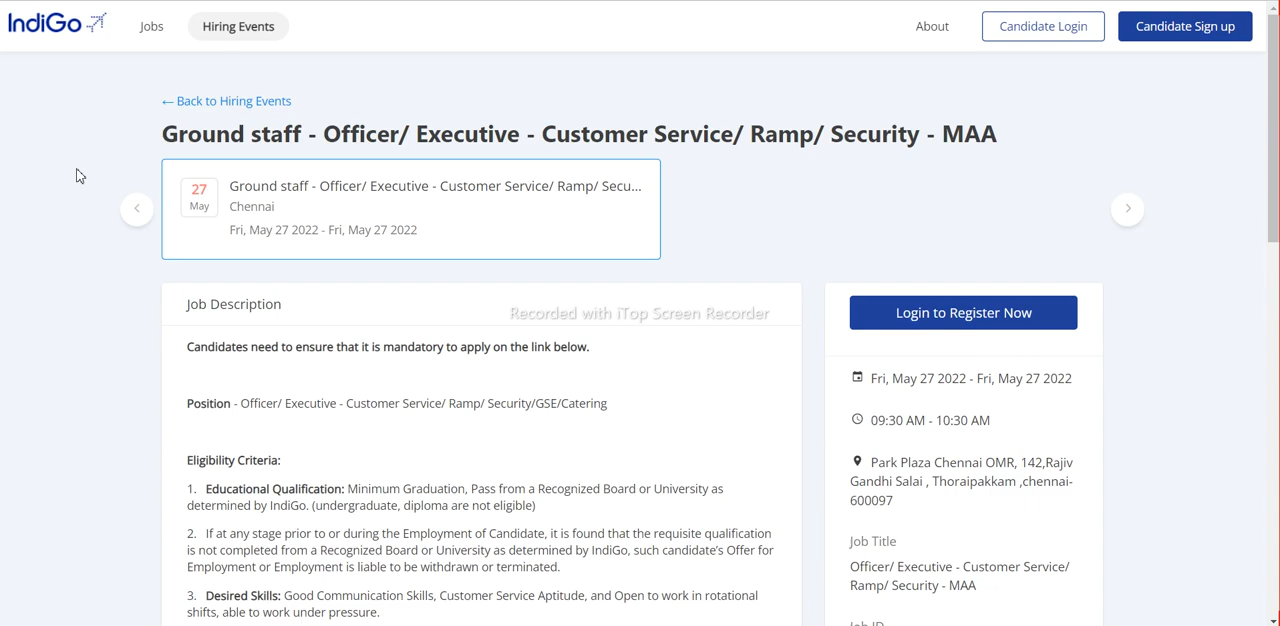 IndiGo
Jobs
Hiring Events
About
Candidate Login
Candidate Sign up
← Back to Hiring Events
Ground staff - Officer/ Executive - Customer Service/ Ramp/ Security - MAA
27
May
Ground staff - Officer/ Executive - Customer Service/ Ramp/ Secu...
Chennai
Fri, May 27 2022 - Fri, May 27 2022
Job Description
Recorded with iTop Screen Recorder
Candidates need to ensure that it is mandatory to apply on the link below.
Position - Officer/ Executive - Customer Service/ Ramp/ Security/GSE/Catering
Eligibility Criteria:
1. Educational Qualification: Minimum Graduation, Pass from a Recognized Board or University as
determined by IndiGo. (undergraduate, diploma are not eligible)
2. If at any stage prior to or during the Employment of Candidate, it is found that the requisite qualification
is not completed from a Recognized Board or University as determined by IndiGo, such candidate's Offer for
Employment or Employment is liable to be withdrawn or terminated.
3. Desired Skills: Good Communication Skills, Customer Service Aptitude, and Open to work in rotational
shifts, able to work under pressure.
Login to Register Now
Fri, May 27 2022 - Fri, May 27 2022
09:30 AM - 10:30 AM
Park Plaza Chennai OMR, 142,Rajiv
Gandhi Salai , Thoraipakkam ,chennai-
600097
Job Title
Officer/ Executive - Customer Service/
Ramp/ Security - MAA
Job ID